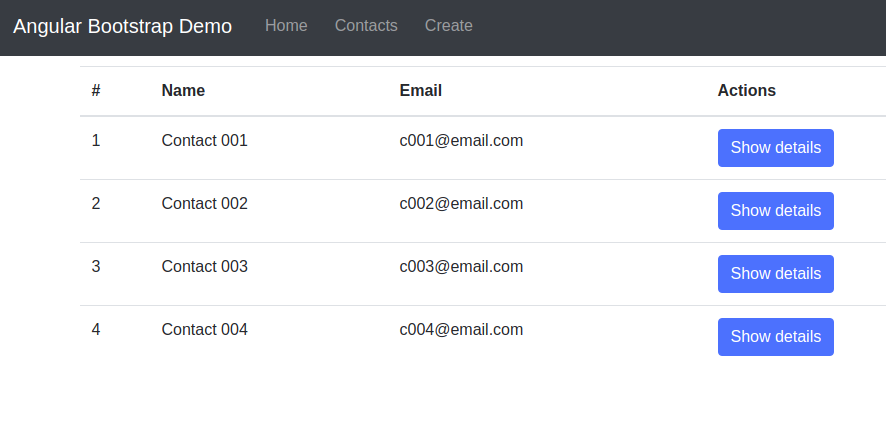 Angular Bootstrap Demo Home Contacts Create
# Name Email Actions
1 Contact 001 c001@email.com Show details
2 Contact 002 c002@email.com Show details
3 Contact 003 c003@email.com Show details
4 Contact 004 c004@email.com Show details